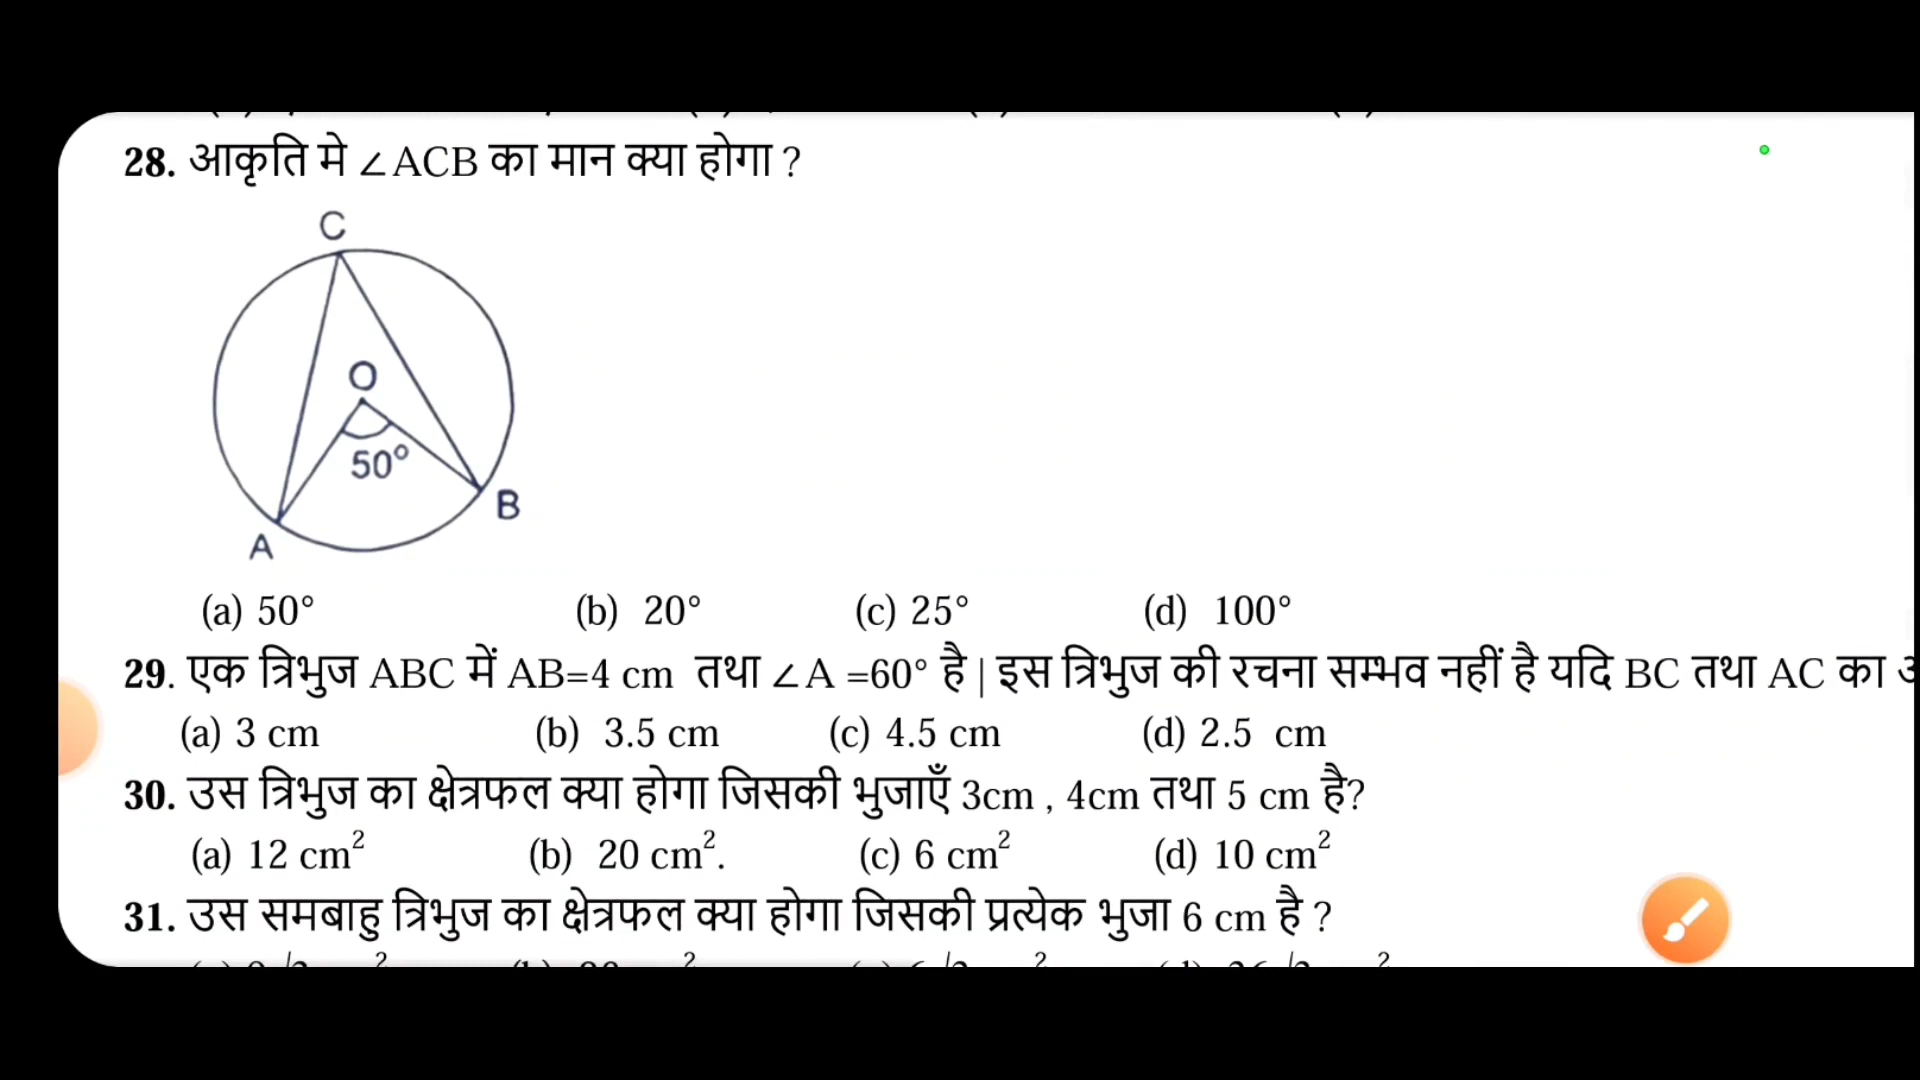 28. आकृति मे ∠ACB का मान क्या होगा ?
C
O
50°
B
A
(a) 50° (b) 20° (c) 25° (d) 100°
29. एक त्रिभुज ABC में AB=4 cm तथा ∠A =60° है | इस त्रिभुज की रचना सम्भव नहीं है यदि BC तथा AC का
(a) 3 cm (b) 3.5 cm (c) 4.5 cm (d) 2.5 cm
30. उस त्रिभुज का क्षेत्रफल क्या होगा जिसकी भुजाएँ 3cm , 4cm तथा 5 cm है?
(a) 12 cm² (b) 20 cm². (c) 6 cm² (d) 10 cm²
31. उस समबाहु त्रिभुज का क्षेत्रफल क्या होगा जिसकी प्रत्येक भुजा 6 cm है ?